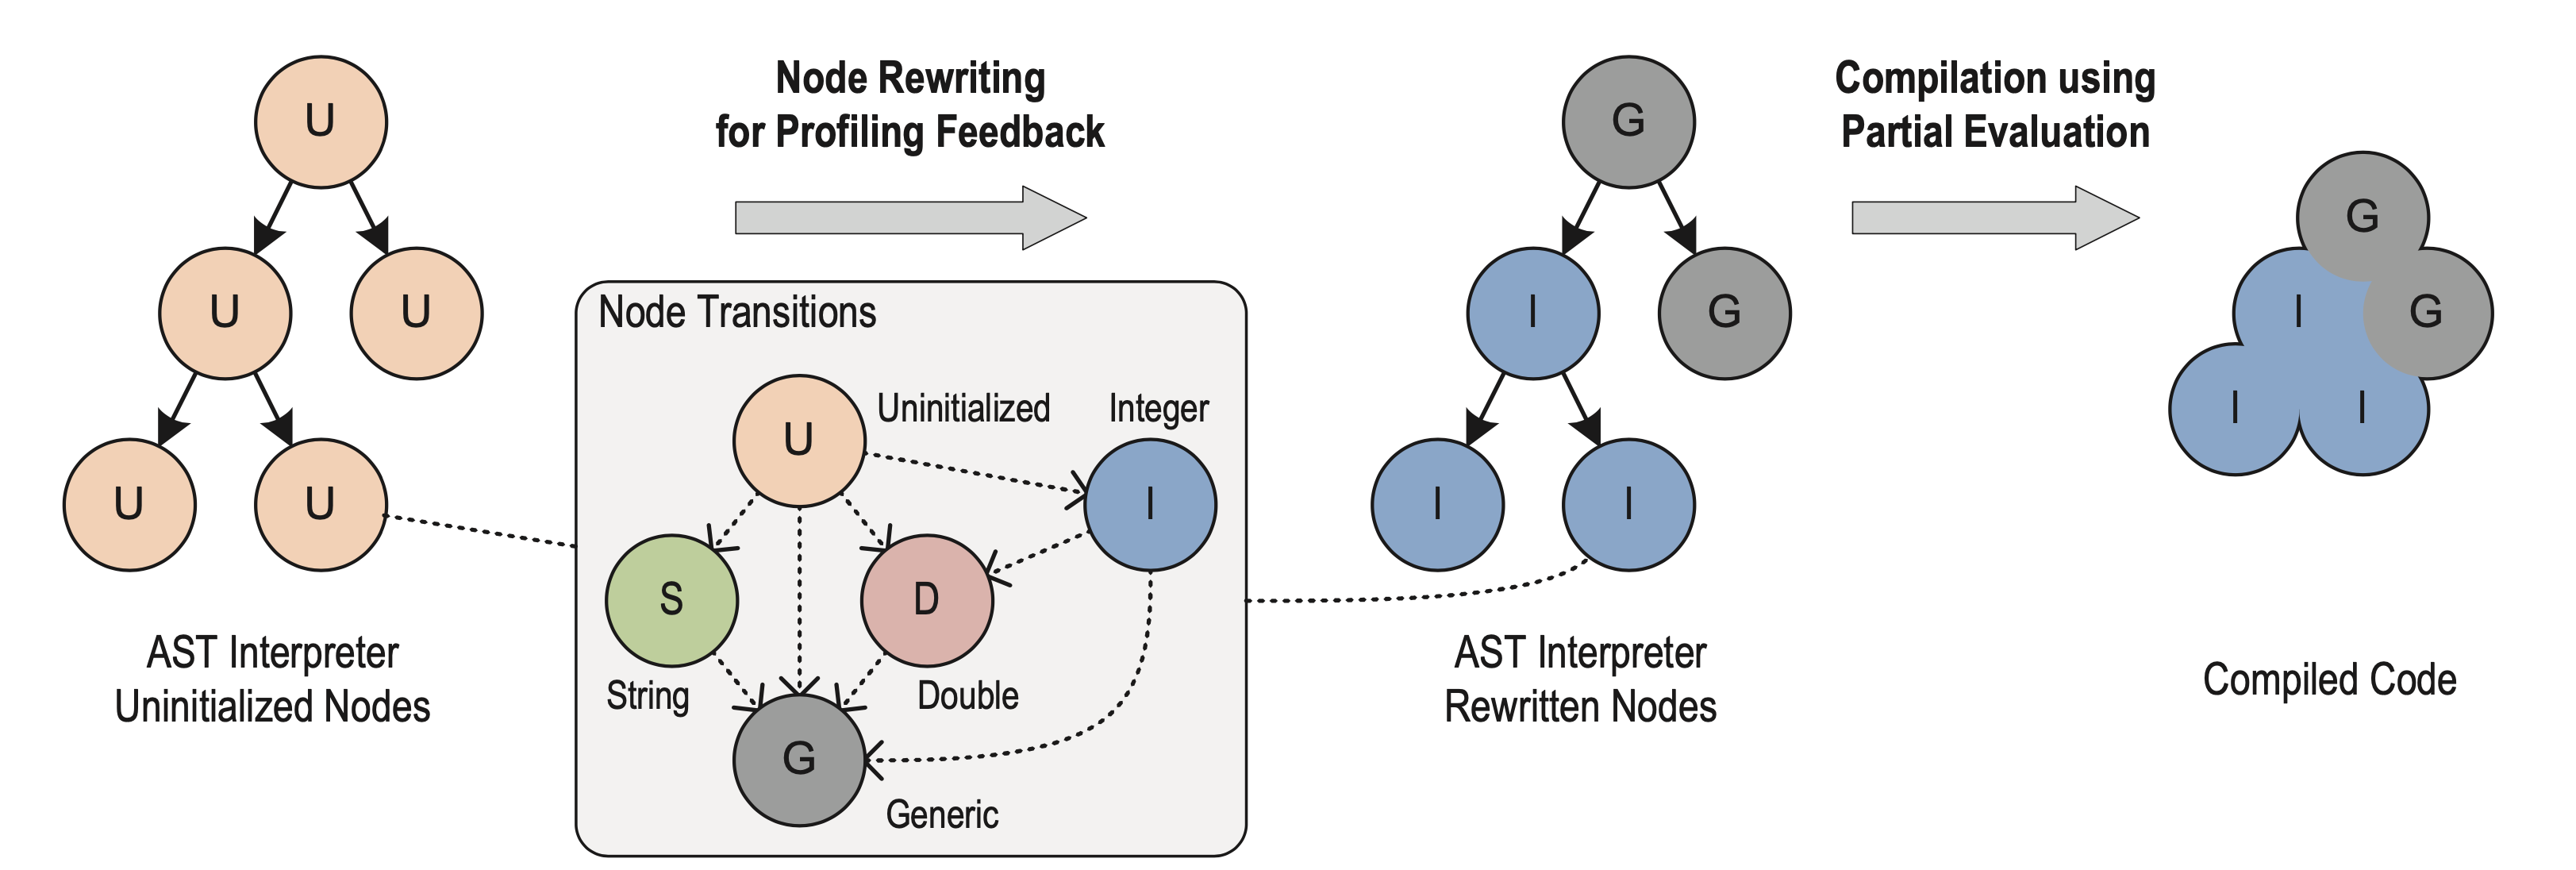 U
U
U
U
U
AST Interpreter
Uninitialized Nodes
Node Rewriting
for Profiling Feedback
Node Transitions
U
Uninitialized
Integer
I
S
D
String
Double
G
Generic
G
I
G
I
I
AST Interpreter
Rewritten Nodes
Compilation using
Partial Evaluation
G
I
G
I
I
Compiled Code